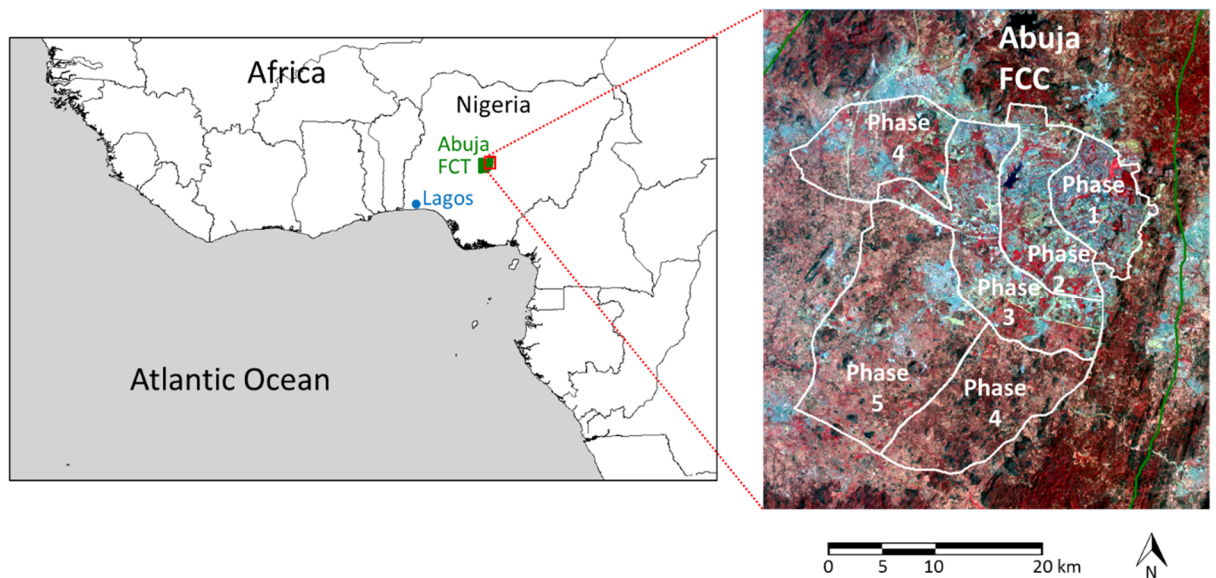 Africa
Nigeria
Abuja
FCT
Lagos
Atlantic Ocean
Abuja
FCC
Phase
4
Phase
1
Phase
2
Phase
3
Phase
5
Phase
4
0 5 10 20 km
N